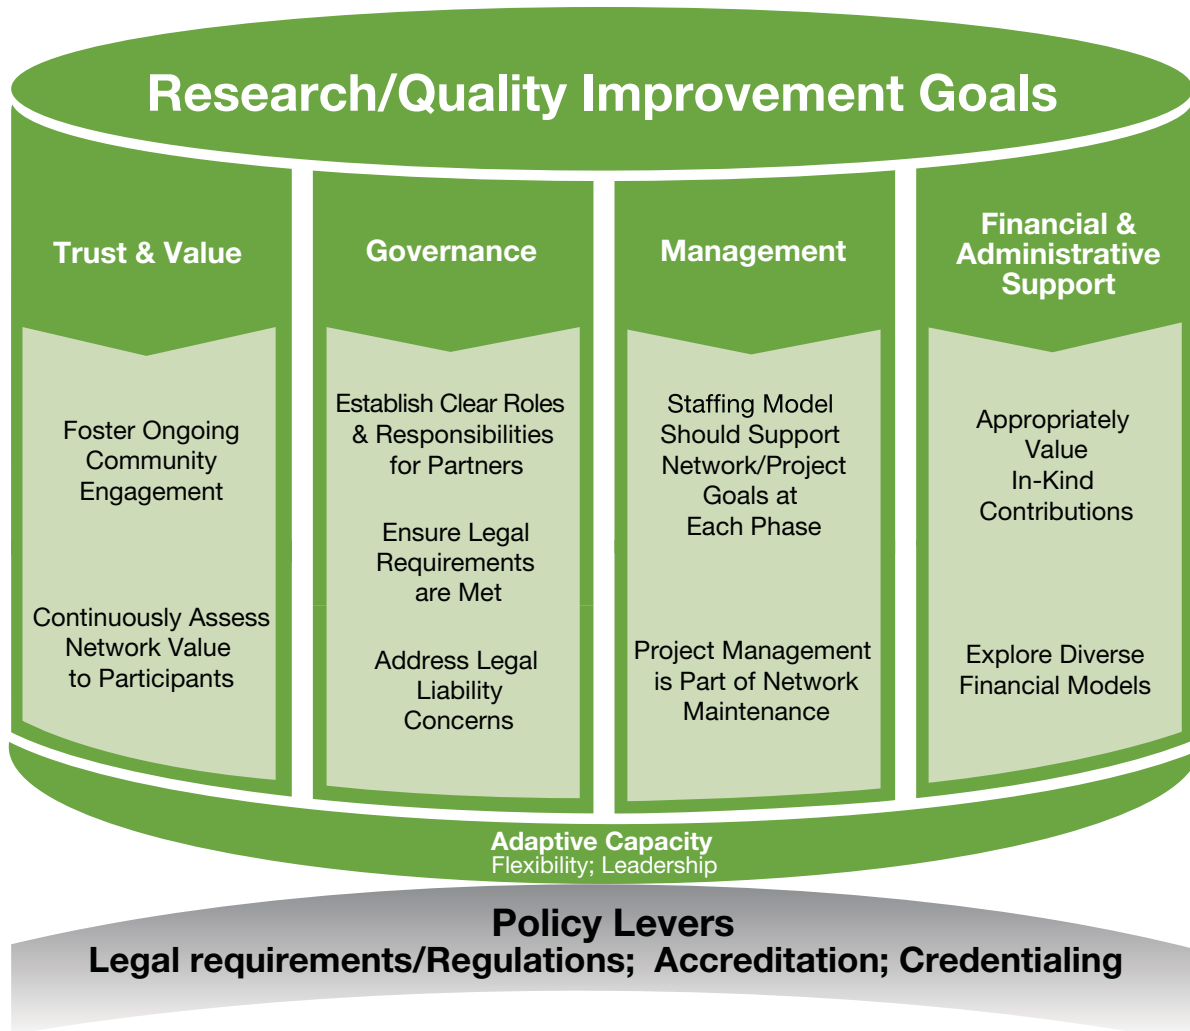 Research/Quality Improvement Goals
Trust & Value
Foster Ongoing
Community
Engagement
Continuously Assess
Network Value
to Participants
Governance
Establish Clear Roles
& Responsibilities
for Partners
Ensure Legal
Requirements
are Met
Address Legal
Liability
Concerns
Management
Staffing Model
Should Support
Network/Project
Goals at
Each Phase
Project Management
is Part of Network
Maintenance
Financial &
Administrative
Support
Appropriately
Value
In-Kind
Contributions
Explore Diverse
Financial Models
Adaptive Capacity
Flexibility; Leadership
Policy Levers
Legal requirements/Regulations;  Accreditation; Credentialing